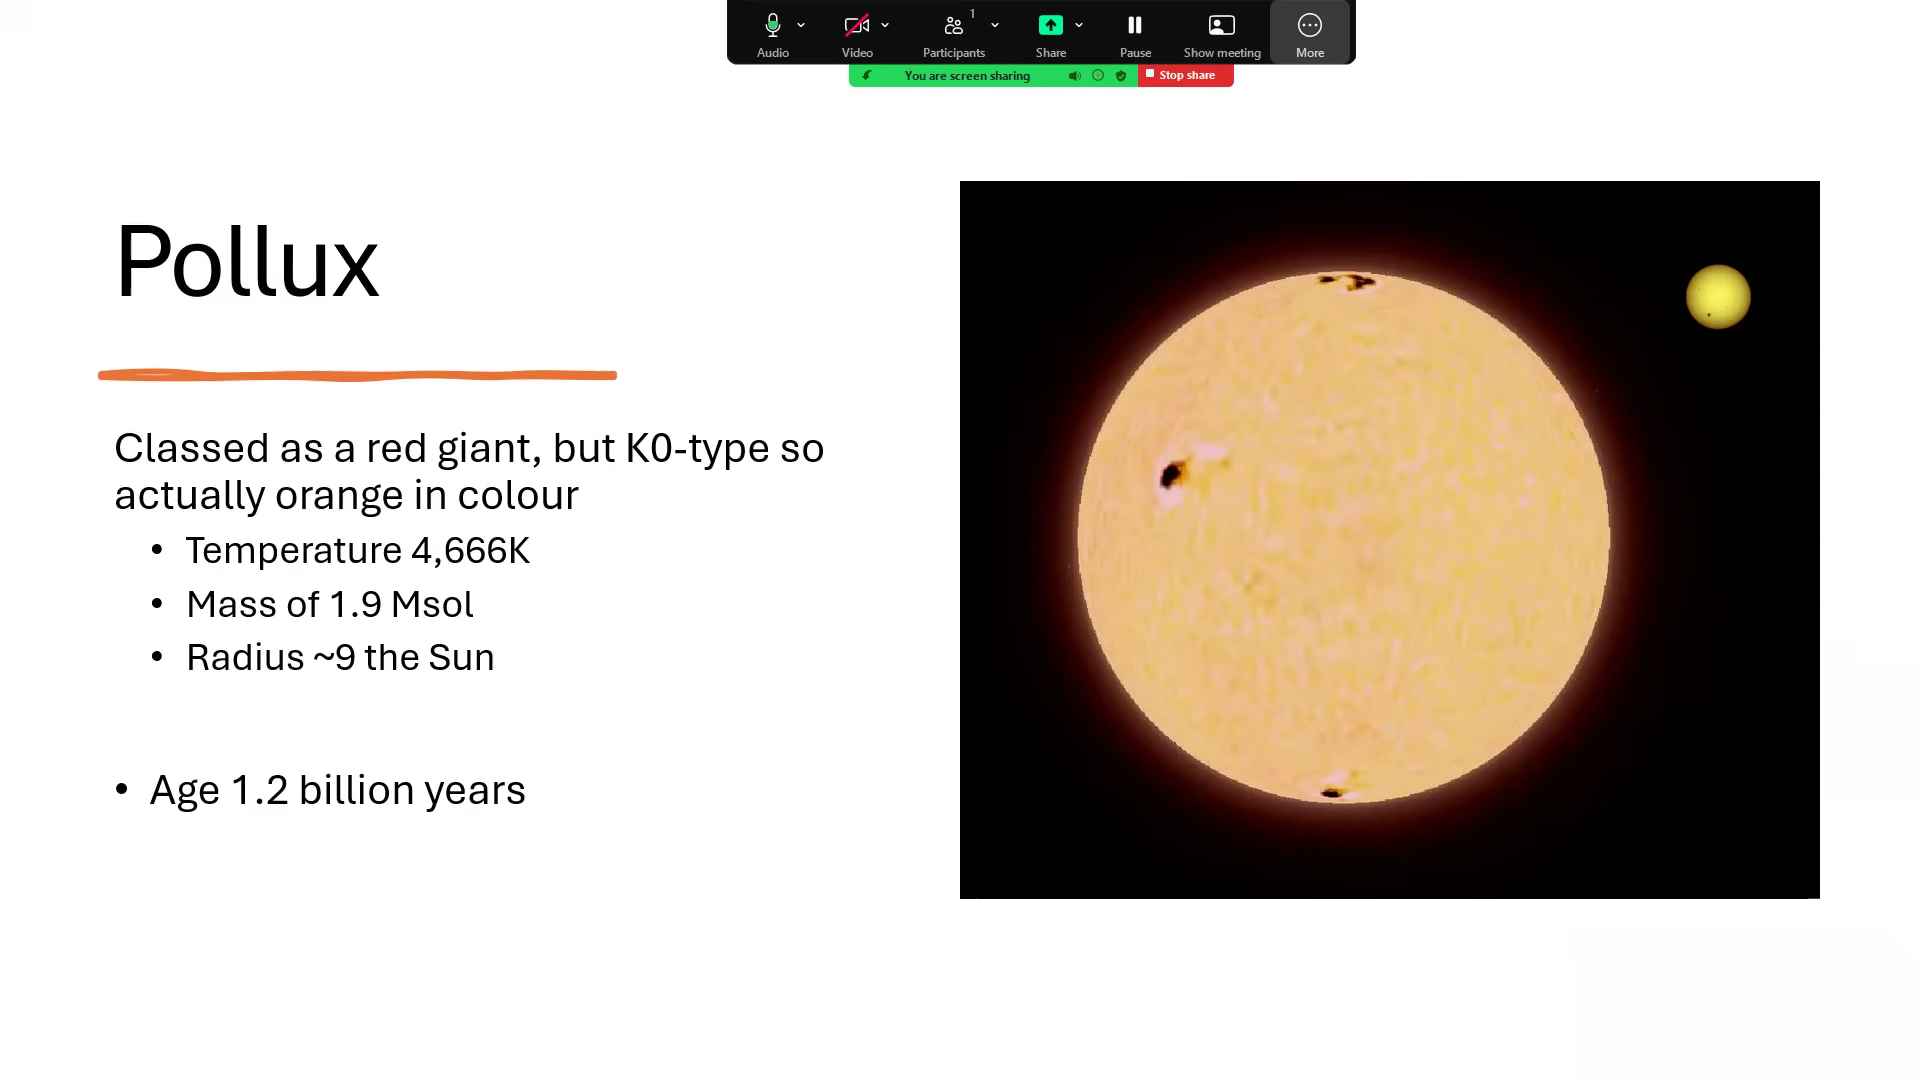 1
Audio
Video
Participants
Share
Pause
Show meeting
More
You are screen sharing
Stop share
Pollux
Classed as a red giant, but K0-type so
actually orange in colour
• Temperature 4,666K
• Mass of 1.9 Msol
• Radius ~9 the Sun
• Age 1.2 billion years